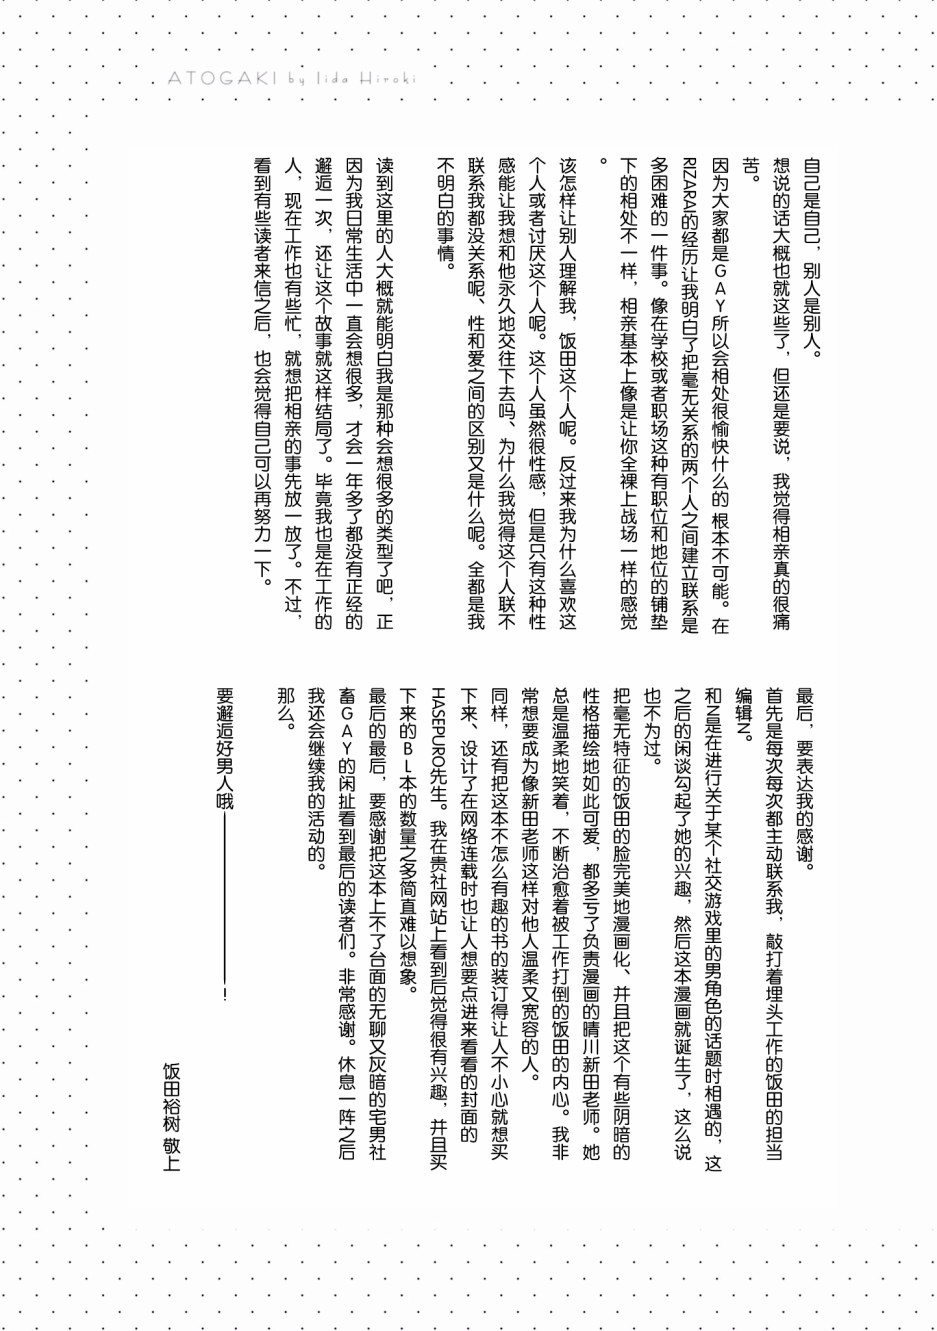 ATOGAKI by Iida Hiroki
自己是自己，别人是别人。
想说的话大概也就这些了，但还是要说，我觉得相亲真的很痛
苦。
因为大家都是GAY所以会相处很愉快什么的 根本不可能。在
RIZARA的经历让我明白了把毫无关系的两个人之间建立联系是
多困难的一件事。像在学校或者职场这种有职位和地位的铺垫
下的相处不一样，相亲基本上像是让你全裸上战场一样的感觉
。
该怎样让别人理解我，饭田这个人呢。反过来我为什么喜欢这
个人或者讨厌这个人呢。这个人虽然很性感，但是只有这种性
感能让我想和他永久地交往下去吗、为什么我觉得这个人联不
联系我都没关系呢、性和爱之间的区别又是什么呢。全都是我
不明白的事情。
读到这里的人大概就能明白我是那种会想很多的类型了吧，正
因为我日常生活中一直会想很多，才会一年多了都没有正经的
邂逅一次，还让这个故事就这样结局了。毕竟我也是在工作的
人，现在工作也有些忙，就想把相亲的事先放一放了。不过，
看到有些读者来信之后，也会觉得自己可以再努力一下。
最后，要表达我的感谢。
首先是每次每次都主动联系我，敲打着埋头工作的饭田的担当
编辑N。
和N是在进行关于某个社交游戏里的男角色的话题时相遇的，这
之后的闲谈勾起了她的兴趣，然后这本漫画就诞生了，这么说
也不为过。
把毫无特征的饭田的脸完美地漫画化、并且把这个有些阴暗的
性格描绘地如此可爱，都多亏了负责漫画的晴川新田老师。她
总是温柔地笑着，不断治愈着被工作打倒的饭田的内心。我非
常想要成为像新田老师这样对他人温柔又宽容的人。
同样，还有把这本不怎么有趣的书的装订得让人不小心就想买
下来、设计了在网络连载时也让人想要点进来看看的封面的
HASEPURO先生。我在贵社网站上看到后觉得很有兴趣，并且买
下来的BL本的数量之多简直难以想象。
最后的最后，要感谢把这本上不了台面的无聊又灰暗的宅男社
畜GAY的闲扯看到最后的读者们。非常感谢。休息一阵之后
我还会继续我的活动的。
那么。
要邂逅好男人哦————————！
饭田裕树 敬上